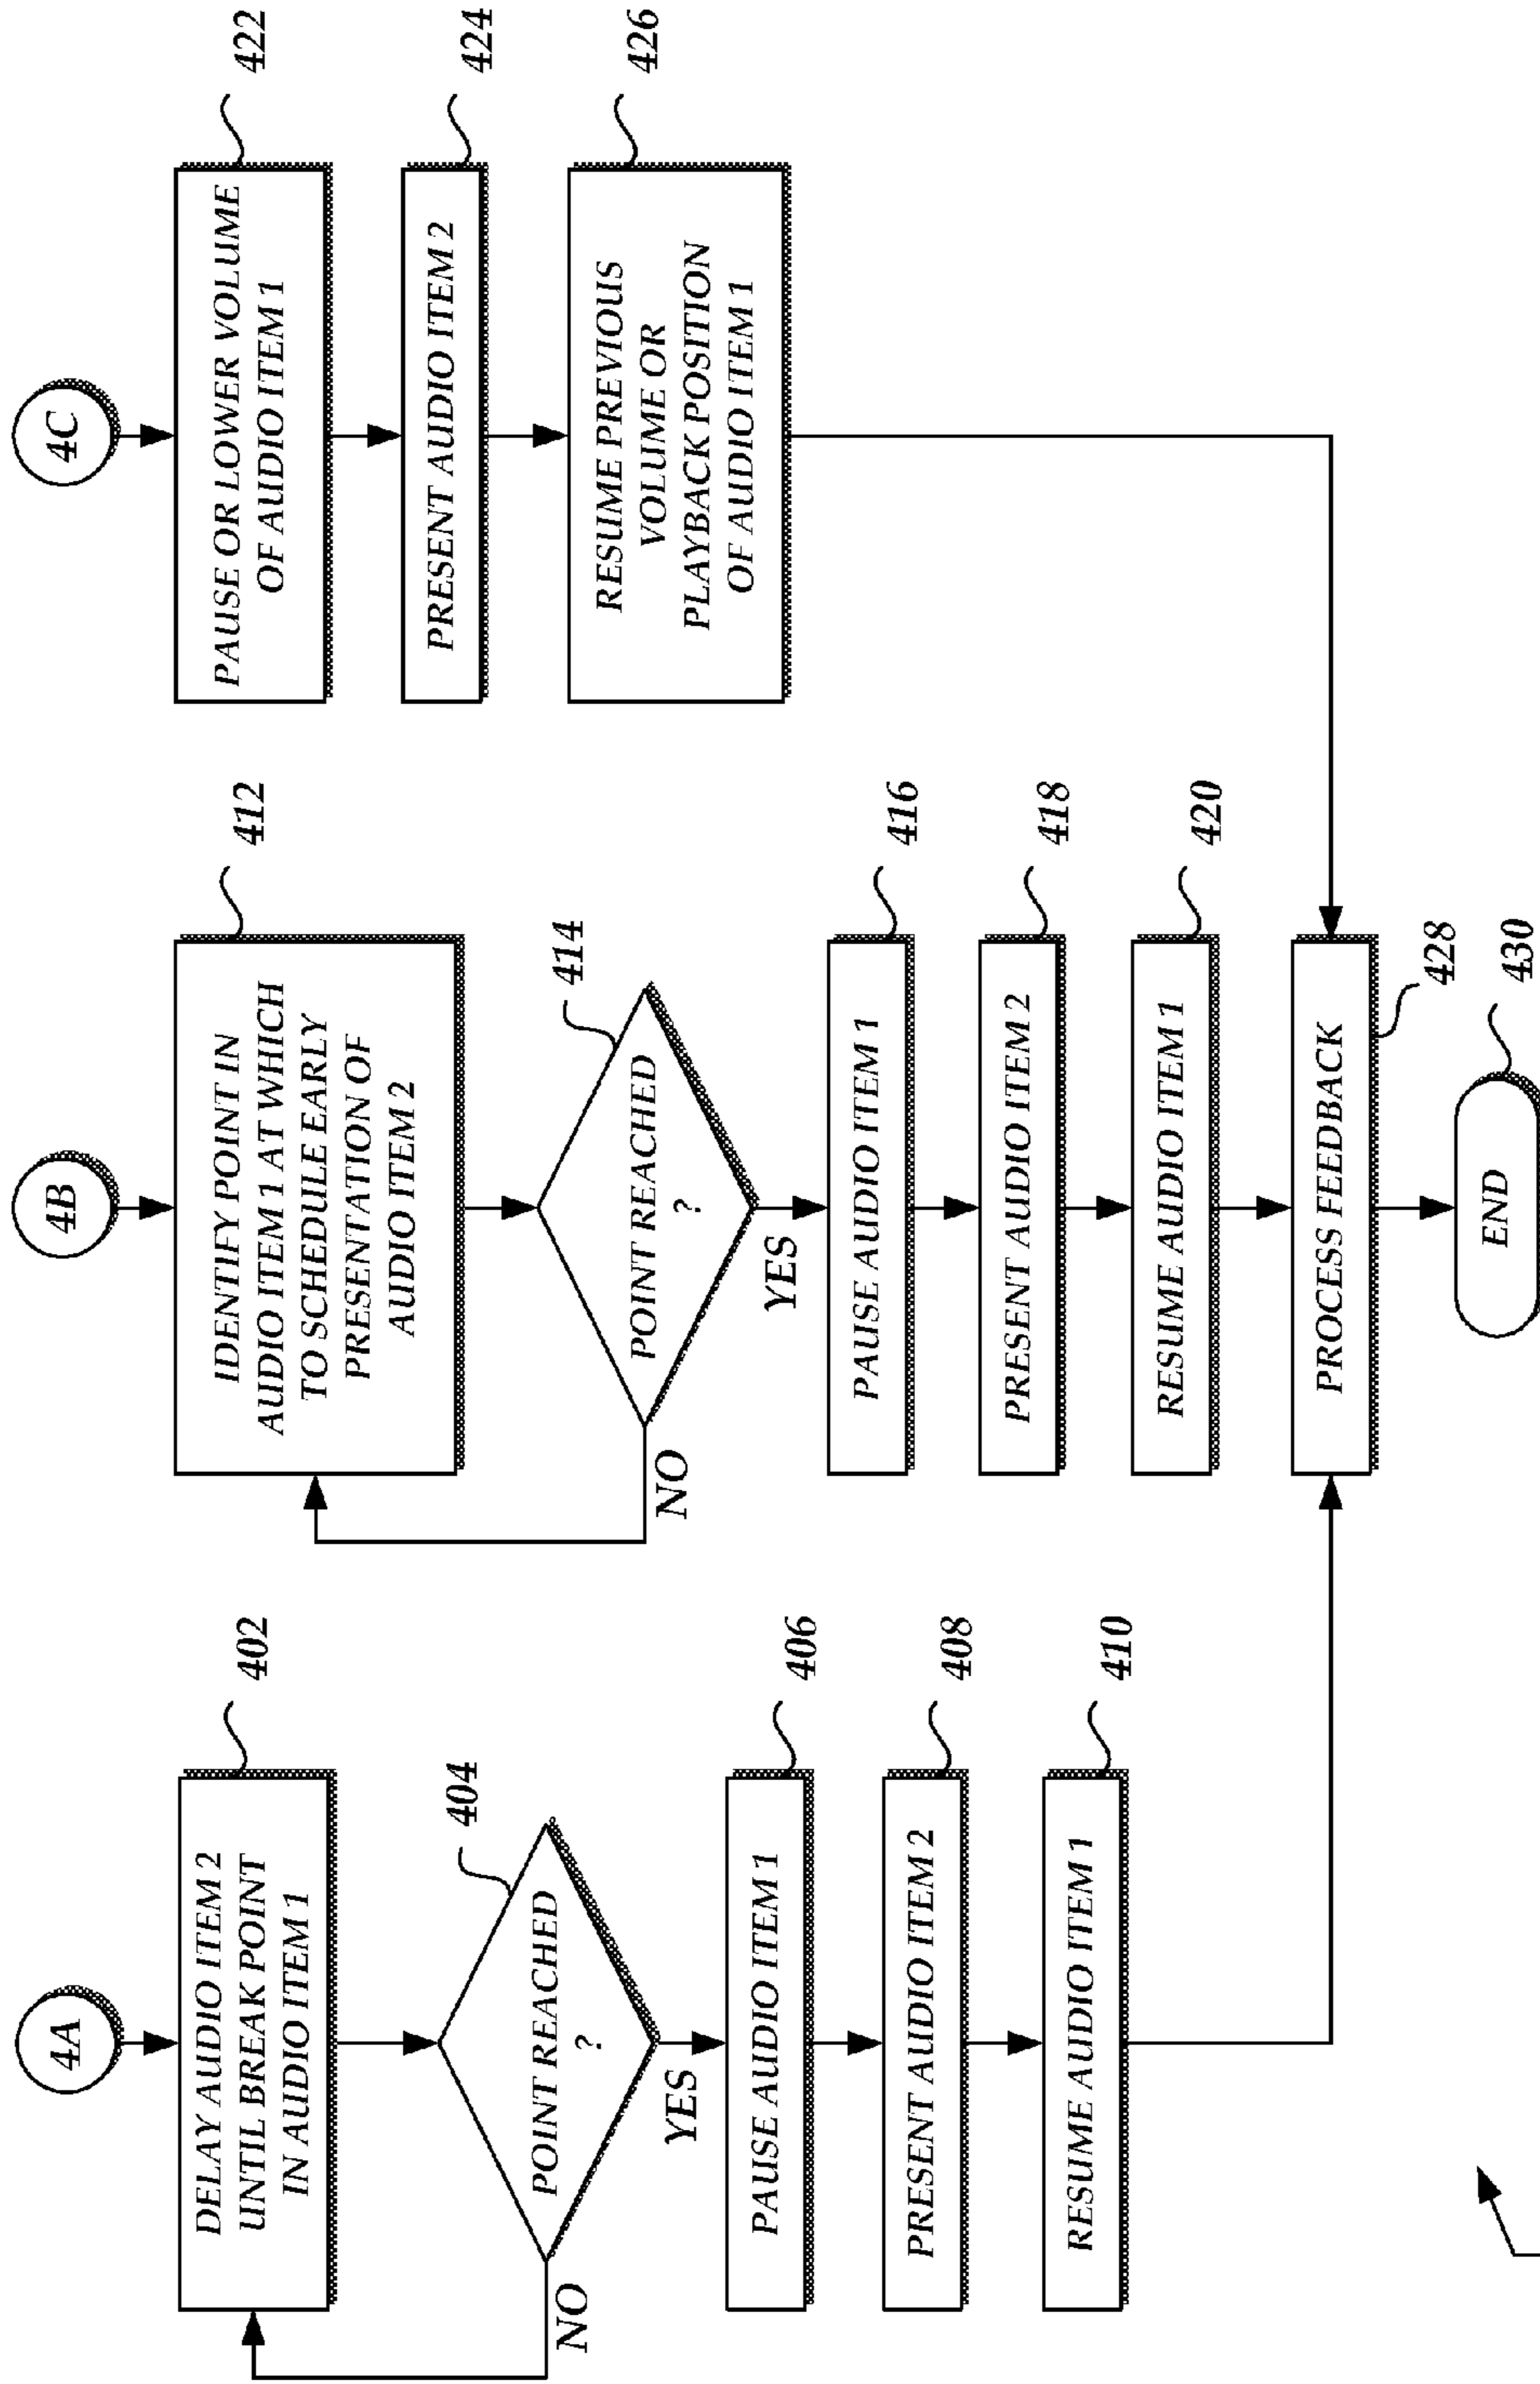 4A
DELAY AUDIO ITEM 2
UNTIL BREAK POINT
IN AUDIO ITEM 1
402
POINT REACHED
?
404
NO
YES
PAUSE AUDIO ITEM 1
406
PRESENT AUDIO ITEM 2
408
RESUME AUDIO ITEM 1
410
4B
IDENTIFY POINT IN
AUDIO ITEM 1 AT WHICH
TO SCHEDULE EARLY
PRESENTATION OF
AUDIO ITEM 2
412
POINT REACHED
?
414
NO
YES
PAUSE AUDIO ITEM 1
416
PRESENT AUDIO ITEM 2
418
RESUME AUDIO ITEM 1
420
4C
PAUSE OR LOWER VOLUME
OF AUDIO ITEM 1
422
PRESENT AUDIO ITEM 2
424
RESUME PREVIOUS
VOLUME OR
PLAYBACK POSITION
OF AUDIO ITEM 1
426
PROCESS FEEDBACK
428
END
430